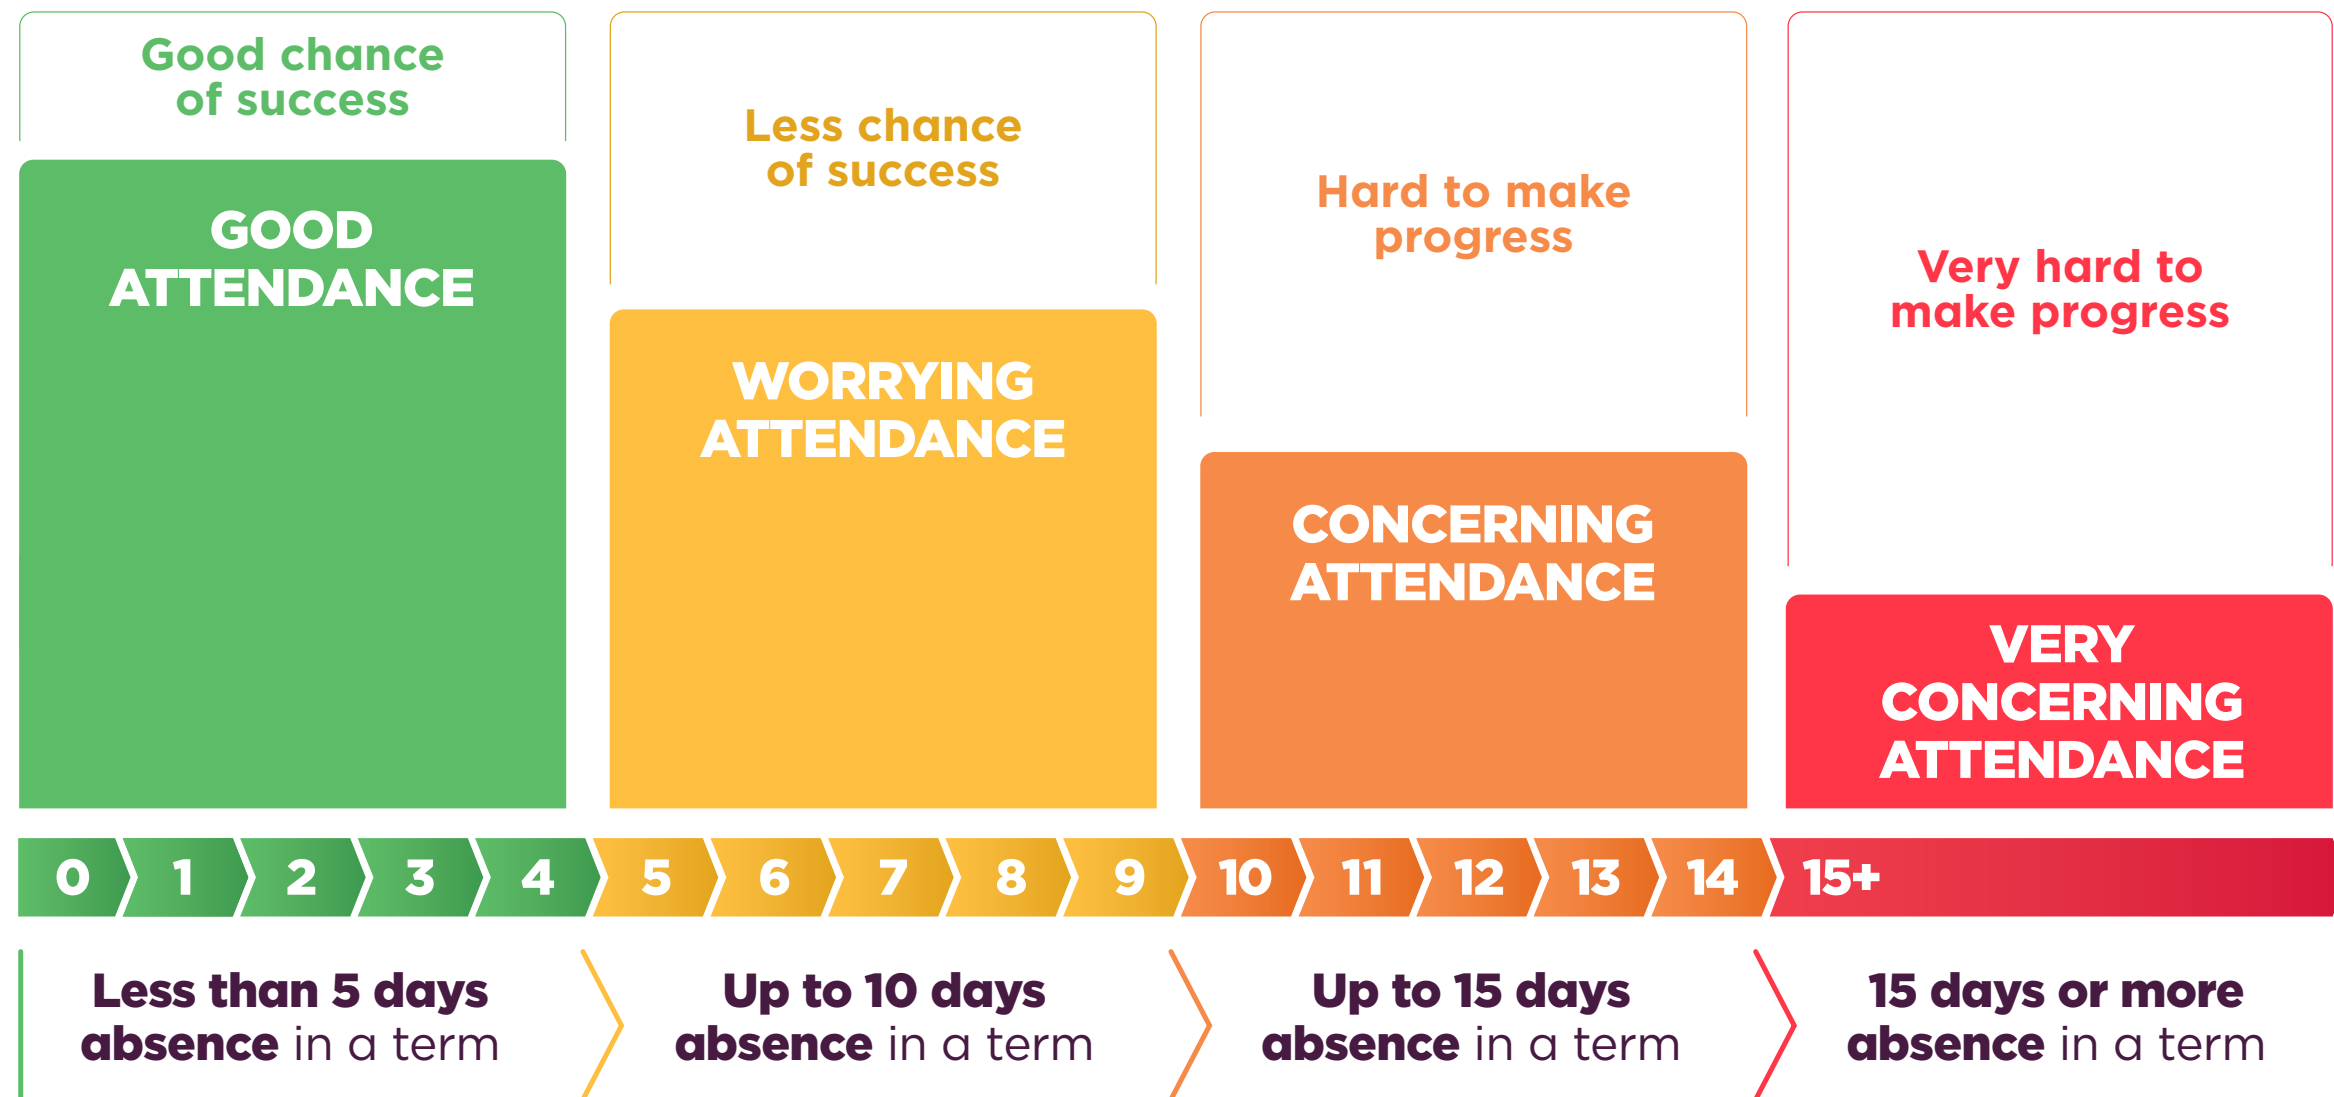 Good chance
of success
GOOD
ATTENDANCE
Less chance
of success
WORRYING
ATTENDANCE
Hard to make
progress
CONCERNING
ATTENDANCE
Very hard to
make progress
VERY
CONCERNING
ATTENDANCE
0 1 2 3 4 5 6 7 8 9 10 11 12 13 14 15+
Less than 5 days
absence in a term
Up to 10 days
absence in a term
Up to 15 days
absence in a term
15 days or more
absence in a term